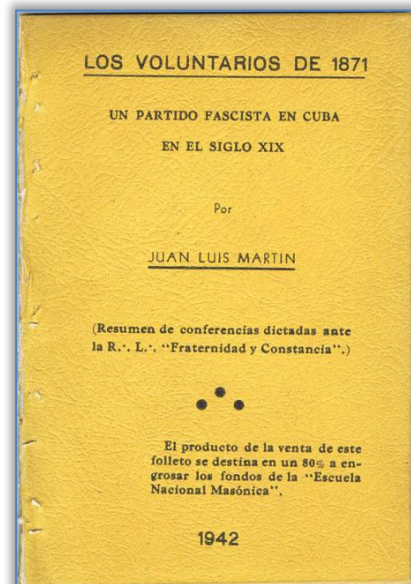 LOS VOLUNTARIOS DE 1871
UN PARTIDO FASCISTA EN CUBA
EN EL SIGLO XIX
Por
JUAN LUIS MARTIN
(Resumen de conferencias dictadas ante
la R.·. L.·. "Fraternidad y Constancia".)
El producto de la venta de este
folleto se destina en un 80% a en-
grosar los fondos de la "Escuela
Nacional Masónica".
1942